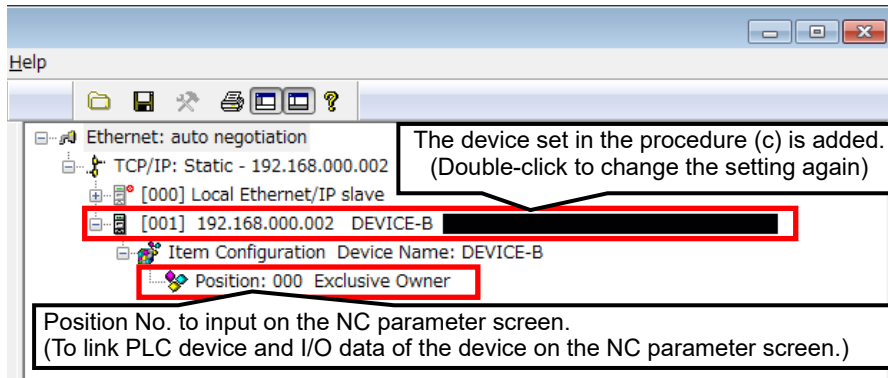 Help
Ethernet: auto negotiation
The device set in the procedure (c) is added.
(Double-click to change the setting again)
TCP/IP: Static - 192.168.000.002
[000] Local Ethernet/IP slave
[001] 192.168.000.002 DEVICE-B
Item Configuration Device Name: DEVICE-B
Position: 000 Exclusive Owner
Position No. to input on the NC parameter screen.
(To link PLC device and I/O data of the device on the NC parameter screen.)